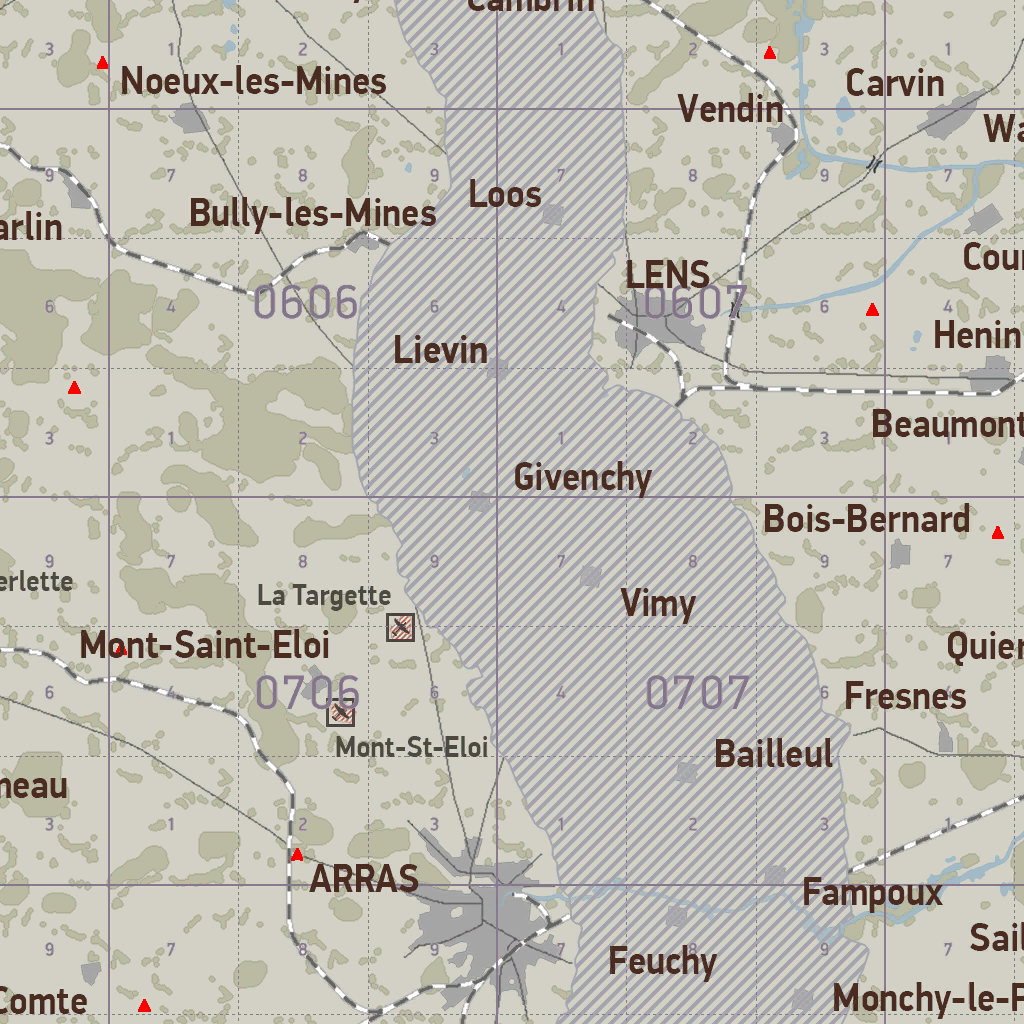 Cambrin
3 2 3 1 2 3 1
Noeux-les-Mines
Carvin
Vendin
Wa
9 7 8 9 7 8 9 7
Loos
Bully-les-Mines
arlin
Cour
LENS
0606 0607
6 4 5 6 4 6
Henin
Lievin
Beaumont
3 1 2 3 1 2 3 1
Givenchy
Bois-Bernard
9 7 8 9 7 8 9 7
erlette
La Targette
Vimy
Mont-Saint-Eloi
Quier
0706 0707
6 4 6 4 6
Fresnes
Mont-St-Eloi
Bailleul
neau
3 1 2 3 1 2 3 1
ARRAS
Fampoux
Sail
9 7 8 9 7 8 9 7
Feuchy
Comte
Monchy-le-P